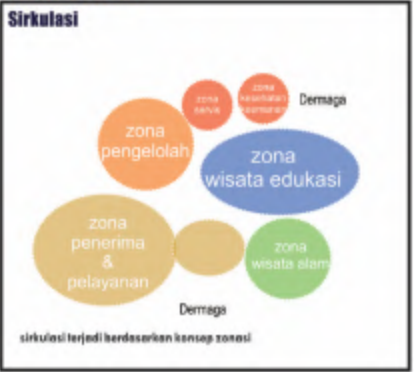 Sirkulasi
zona
servis
zona
kesehatan
keamanan
Dermaga
zona
pengelolah
zona
wisata edukasi
zona
penerima
&
pelayanan
zona
wisata alam
Dermaga
sirkulasi terjadi berdasarkan konsep zonasi